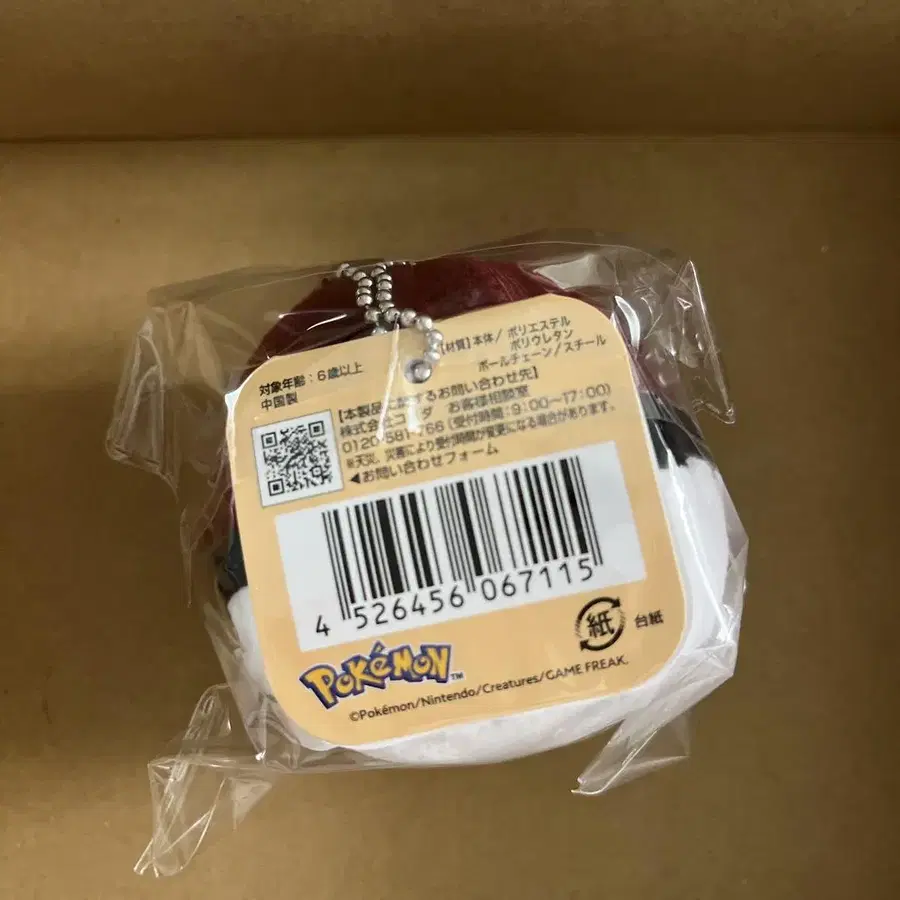 【材質】本体/ポリエステル
ポリウレタン
ボールチェーン/スチール
対象年齢:6歳以上
中国製
【本製品に関するお問い合わせ先】
株式会社 ダ お客様相談室
0120-581-766(受付時間:9:00〜17:00)
※天災、災害により受付時間が変更になる場合があります。
◀お問い合わせフォーム
4 526456 067115
紙 台紙
POKéMON TM
©Pokémon/Nintendo/Creatures/GAME FREAK.